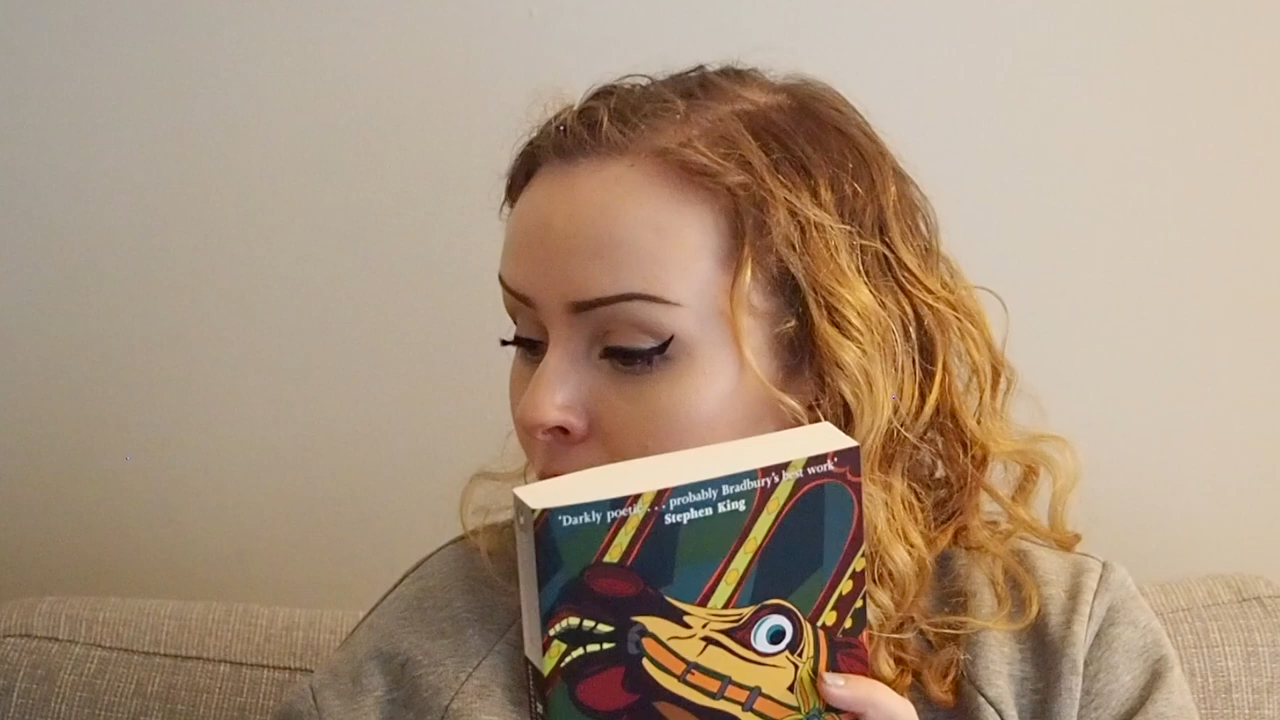 'Darkly poetic . . . probably Bradbury's best work'
Stephen King